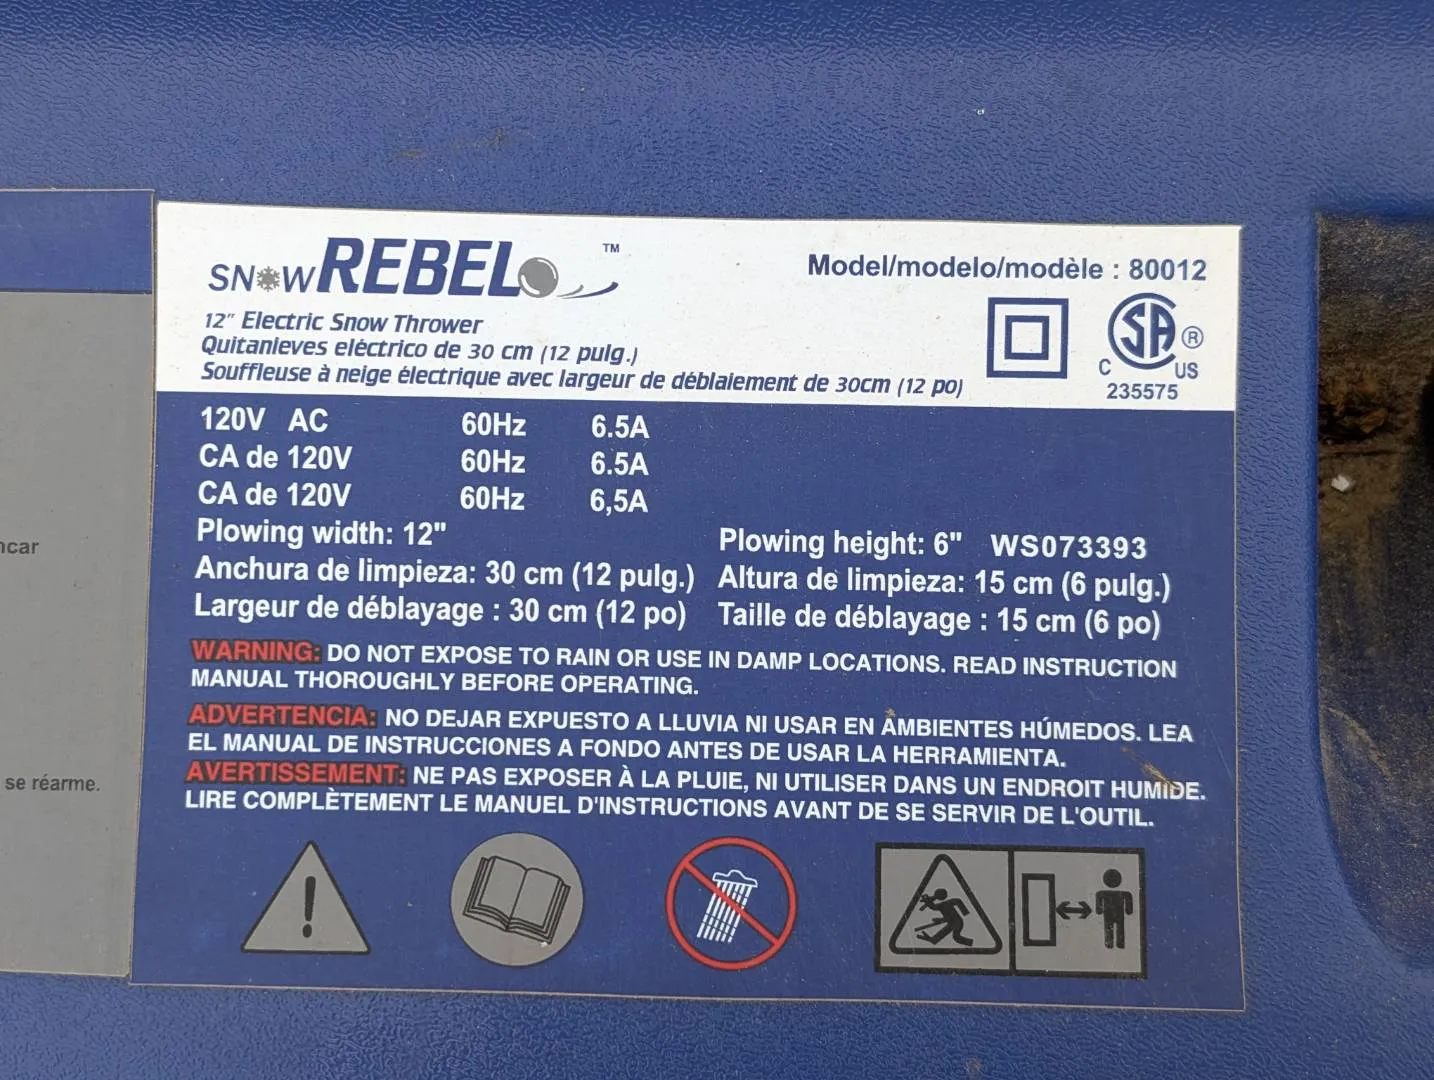 SNOWREBEL ™
Model/modelo/modèle : 80012
12" Electric Snow Thrower
Quitanieves eléctrico de 30 cm (12 pulg.)
Souffleuse à neige électrique avec largeur de déblaiement de 30cm (12 po)
SA ®
C US
235575
120V AC 60Hz 6.5A
CA de 120V 60Hz 6.5A
CA de 120V 60Hz 6,5A
Plowing width: 12" Plowing height: 6" WS073393
Anchura de limpieza: 30 cm (12 pulg.) Altura de limpieza: 15 cm (6 pulg.)
Largeur de déblayage : 30 cm (12 po) Taille de déblayage : 15 cm (6 po)
WARNING: DO NOT EXPOSE TO RAIN OR USE IN DAMP LOCATIONS. READ INSTRUCTION
MANUAL THOROUGHLY BEFORE OPERATING.
ADVERTENCIA: NO DEJAR EXPUESTO A LLUVIA NI USAR EN AMBIENTES HÚMEDOS. LEA
EL MANUAL DE INSTRUCCIONES A FONDO ANTES DE USAR LA HERRAMIENTA.
AVERTISSEMENT: NE PAS EXPOSER À LA PLUIE, NI UTILISER DANS UN ENDROIT HUMIDE.
LIRE COMPLÈTEMENT LE MANUEL D'INSTRUCTIONS AVANT DE SE SERVIR DE L'OUTIL.
ncar
se réarme.